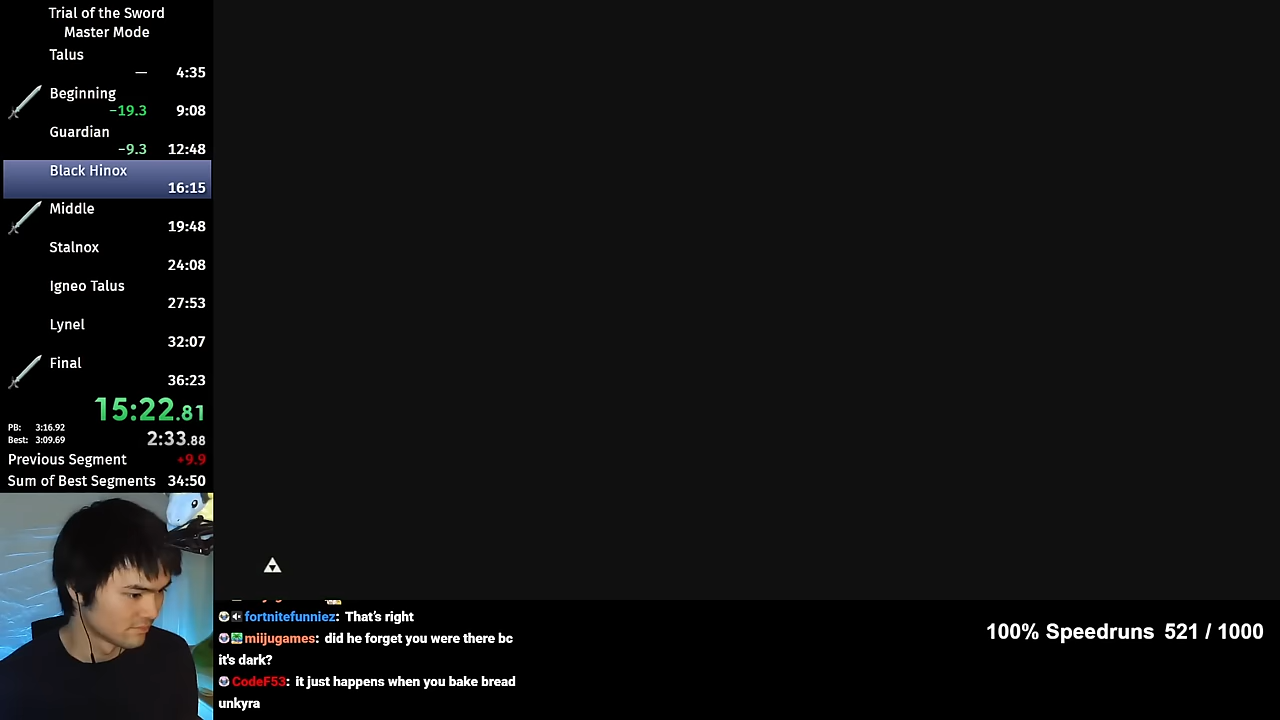 Trial of the Sword
Master Mode
Talus
— 4:35
Beginning
−19.3 9:08
Guardian
−9.3 12:48
Black Hinox
16:15
Middle
19:48
Stalnox
24:08
Igneo Talus
27:53
Lynel
32:07
Final
36:23
15:22.81
PB: 3:16.92
Best: 3:09.69
2:33.88
Previous Segment +9.9
Sum of Best Segments 34:50
fortnitefunniez: That's right
miijugames: did he forget you were there bc
it's dark?
CodeF53: it just happens when you bake bread
unkyra
100% Speedruns 521 / 1000